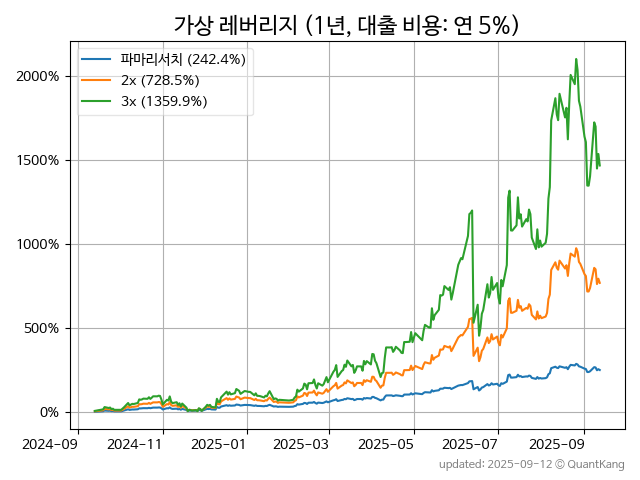 가상 레버리지 (1년, 대출 비용: 연 5%)
파마리서치 (242.4%)
2x (728.5%)
3x (1359.9%)
2000%
1500%
1000%
500%
0%
2024-09 2024-11 2025-01 2025-03 2025-05 2025-07 2025-09
updated: 2025-09-12 © QuantKang